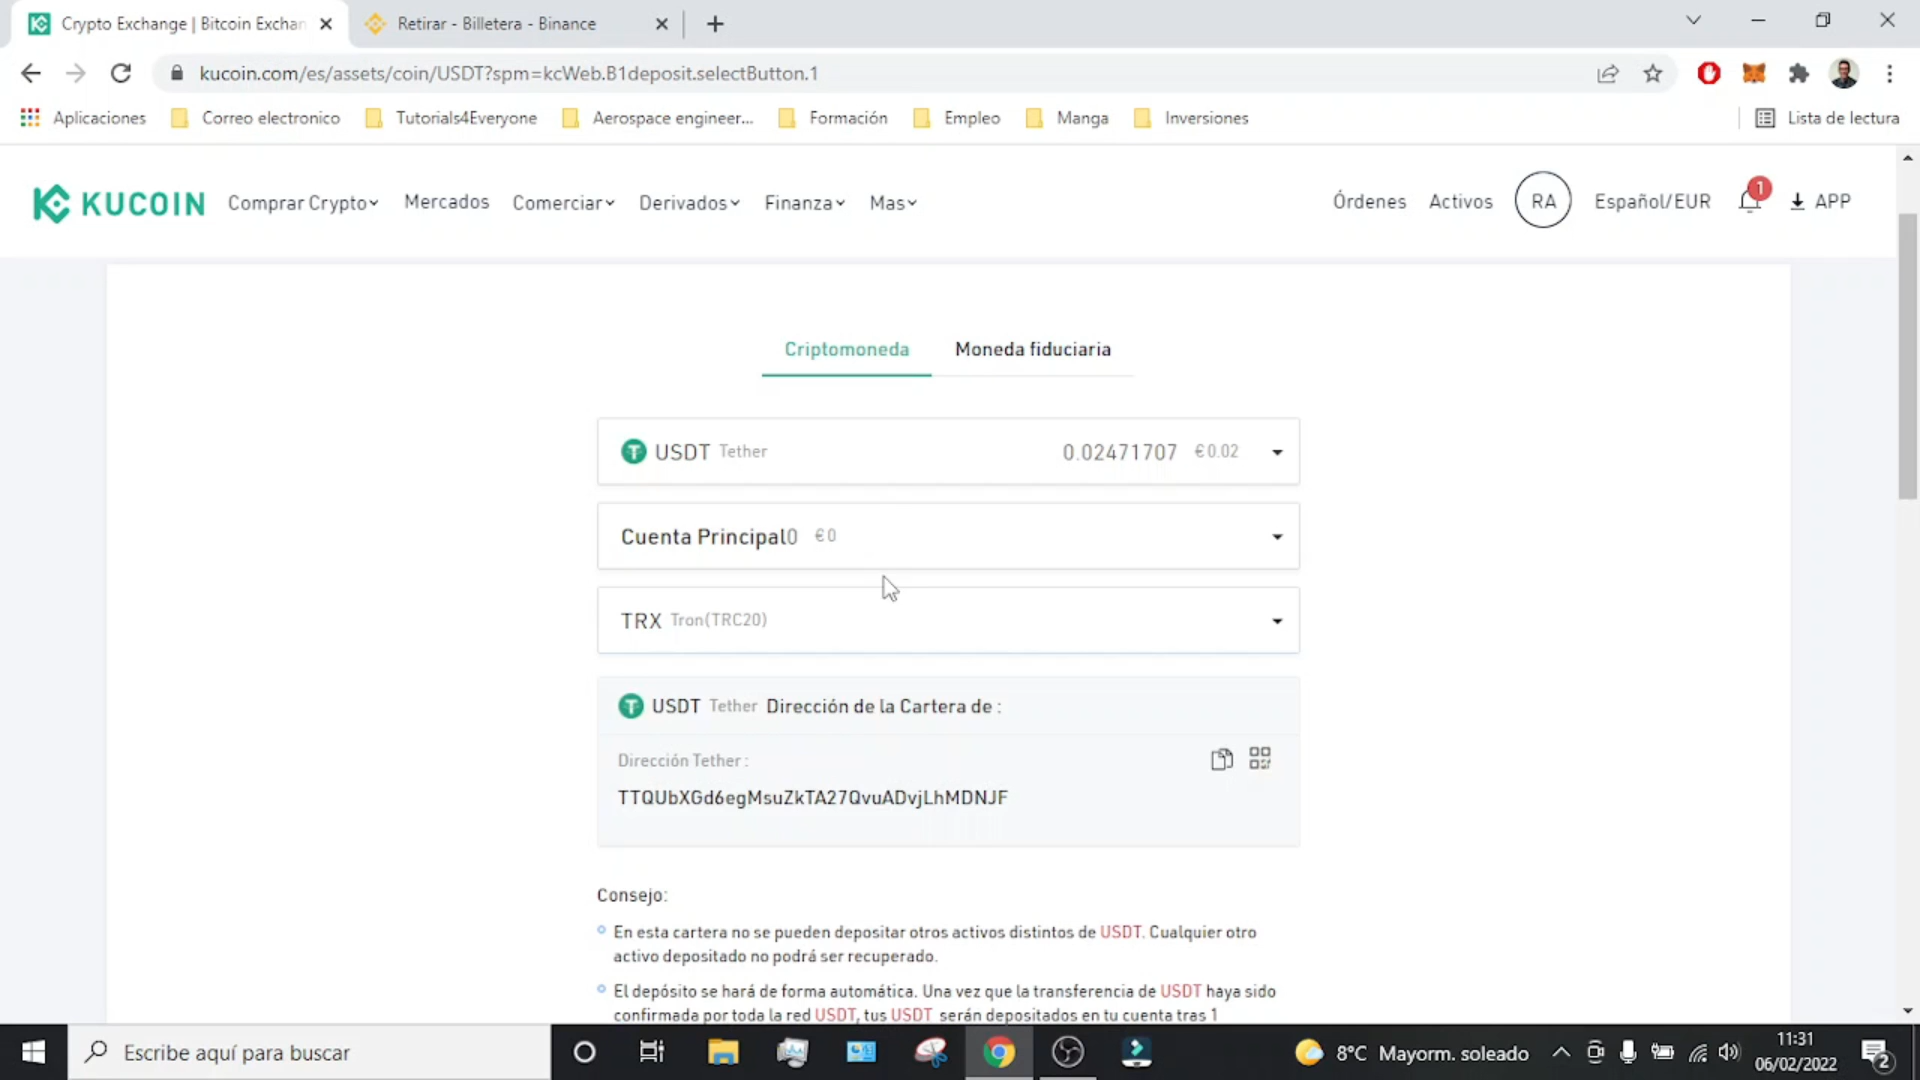 Crypto Exchange | Bitcoin Exchan
Retirar - Billetera - Binance
kucoin.com/es/assets/coin/USDT?spm=kcWeb.B1deposit.selectButton.1
Aplicaciones
Correo electronico
Tutorials4Everyone
Aerospace engineer...
Formación
Empleo
Manga
Inversiones
Lista de lectura
KUCOIN
Comprar Crypto
Mercados
Comerciar
Derivados
Finanza
Mas
Órdenes
Activos
RA
Español/EUR
1
APP
Criptomoneda
Moneda fiduciaria
USDT Tether 0.02471707 €0.02
Cuenta Principal0 €0
TRX Tron(TRC20)
USDT Tether Dirección de la Cartera de :
Dirección Tether :
TTQUbXGd6egMsuZkTA27QvuADvjLhMDNJF
Consejo:
En esta cartera no se pueden depositar otros activos distintos de USDT. Cualquier otro
activo depositado no podrá ser recuperado.
El depósito se hará de forma automática. Una vez que la transferencia de USDT haya sido
confirmada por toda la red USDT, tus USDT serán depositados en tu cuenta tras 1
Escribe aquí para buscar
8°C Mayorm. soleado
11:31
06/02/2022
2